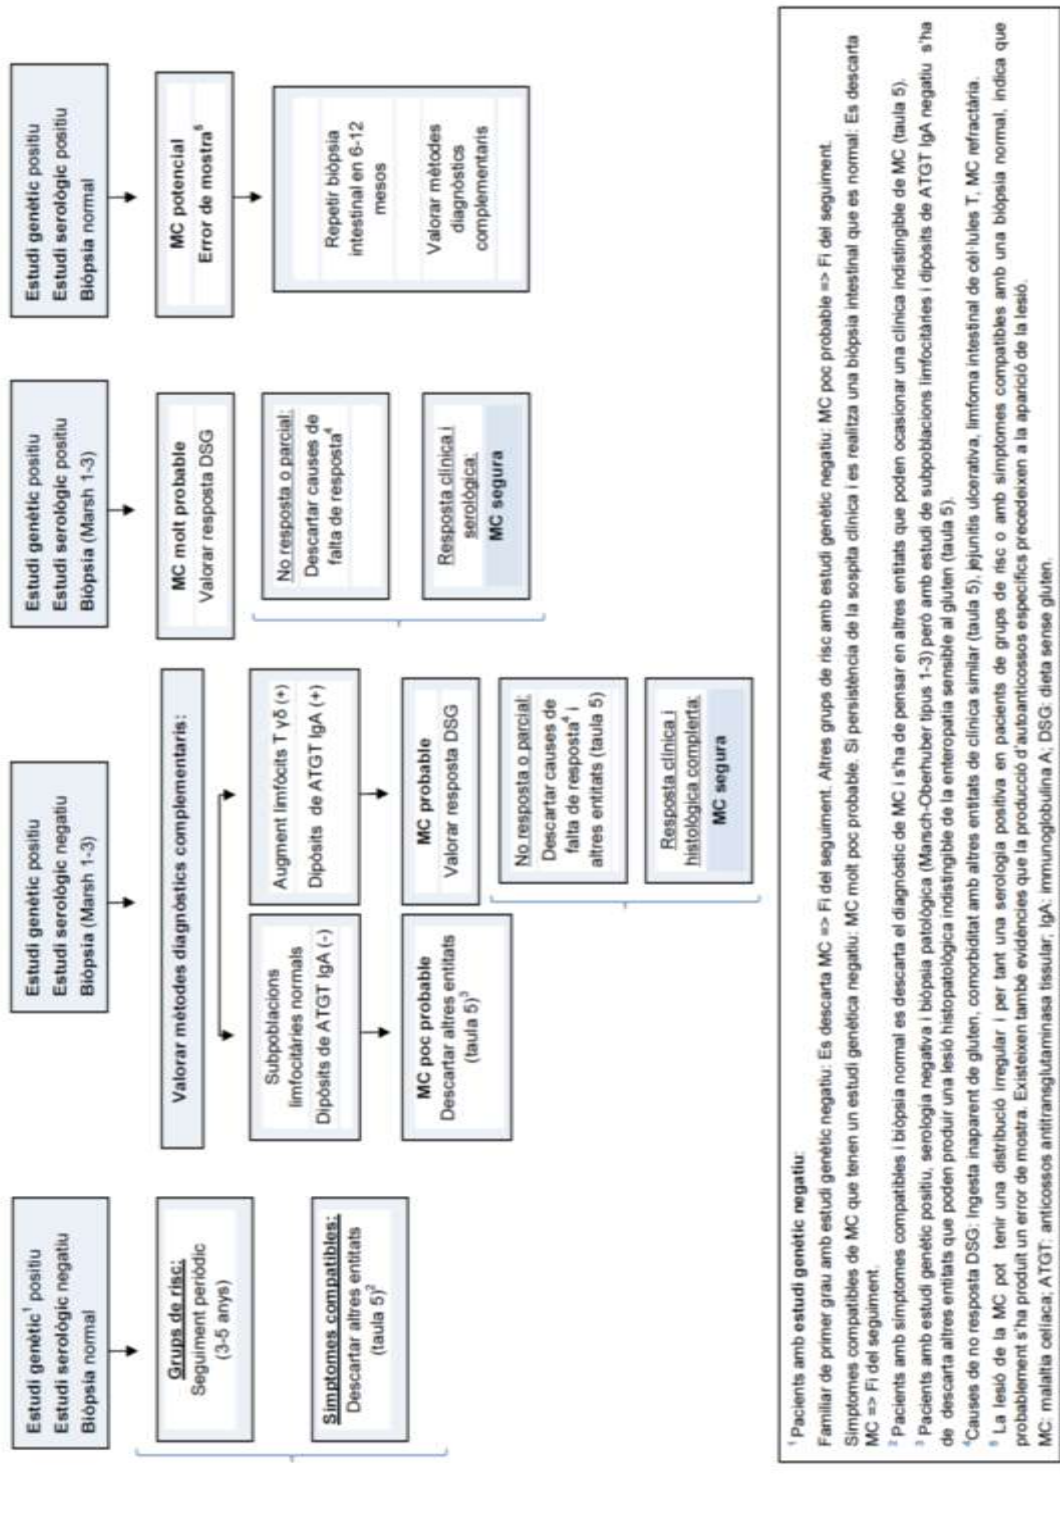 Estudi genètic¹ positiu
Estudi serològic negatiu
Biòpsia normal
Grups de risc:
Seguiment periòdic
(3-5 anys)
Símptomes compatibles:
Descartar altres entitats
(taula 5)²
Estudi genètic positiu
Estudi serològic negatiu
Biòpsia (Marsh 1-3)
Valorar mètodes diagnòstics complementaris:
Subpoblacions
limfocitàries normals
Dipòsits de ATGT IgA (-)
MC poc probable
Descartar altres entitats
(taula 5)³
Augment limfòcits T γδ (+)
Dipòsits de ATGT IgA (+)
MC probable
Valorar resposta DSG
No resposta o parcial:
Descartar causes de
falta de resposta⁴ i
altres entitats (taula 5)
Resposta clínica i
histològica complerta:
MC segura
Estudi genètic positiu
Estudi serològic positiu
Biòpsia (Marsh 1-3)
MC molt probable
Valorar resposta DSG
No resposta o parcial:
Descartar causes de
falta de resposta⁴
Resposta clínica i
serològica:
MC segura
Estudi genètic positiu
Estudi serològic positiu
Biòpsia normal
MC potencial
Error de mostra⁵
Repetir biòpsia
intestinal en 6-12
mesos
Valorar mètodes
diagnòstics
complementaris
¹ Pacients amb estudi genètic negatiu:
Familiar de primer grau amb estudi genètic negatiu: Es descarta MC => Fi del seguiment. Altres grups de risc amb estudi genètic negatiu: MC poc probable => Fi del seguiment.
Símptomes compatibles de MC que tenen un estudi genètica negatiu: MC molt poc probable. Si persistència de la sospita clínica i es realitza una biòpsia intestinal que es normal: Es descarta
MC => Fi del seguiment.
² Pacients amb símptomes compatibles i biòpsia normal es descarta el diagnòstic de MC i s'ha de pensar en altres entitats que poden ocasionar una clínica indistingible de MC (taula 5).
³ Pacients amb estudi genètic positiu, serologia negativa i biòpsia patològica (Marsch-Oberhuber tipus 1-3) però amb estudi de subpoblacions limfocitàries i dipòsits de ATGT IgA negatiu s'ha
de descarta altres entitats que poden produir una lesió histopatològica indistingible de la enteropatia sensible al gluten (taula 5).
⁴Causes de no resposta DSG: Ingesta inaparent de gluten, comorbiditat amb altres entitats de clínica similar (taula 5), jejunitis ulcerativa, limfoma intestinal de cèl·lules T, MC refractària.
⁵ La lesió de la MC pot tenir una distribució irregular i per tant una serologia positiva en pacients de grups de risc o amb símptomes compatibles amb una biòpsia normal, indica que
probablement s'ha produït un error de mostra. Existeixen també evidències que la producció d'autoanticossos específics precedeixen a la aparició de la lesió.
MC: malaltia celíaca; ATGT: anticossos antitransglutaminasa tissular; IgA: immunoglobulina A; DSG: dieta sense gluten.